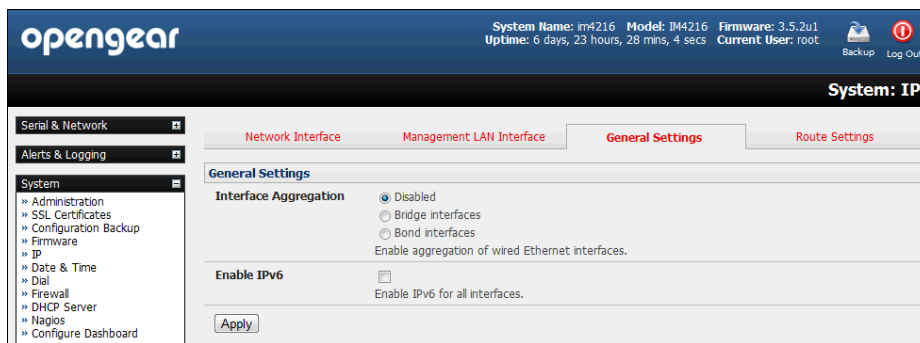 opengear
System Name: im4216 Model: IM4216 Firmware: 3.5.2u1
Uptime: 6 days, 23 hours, 28 mins, 4 secs Current User: root
Backup
Log Out
System: IP
Serial & Network
Alerts & Logging
System
» Administration
» SSL Certificates
» Configuration Backup
» Firmware
» IP
» Date & Time
» Dial
» Firewall
» DHCP Server
» Nagios
» Configure Dashboard
Network Interface
Management LAN Interface
General Settings
Route Settings
General Settings
Interface Aggregation
Disabled
Bridge interfaces
Bond interfaces
Enable aggregation of wired Ethernet interfaces.
Enable IPv6
Enable IPv6 for all interfaces.
Apply